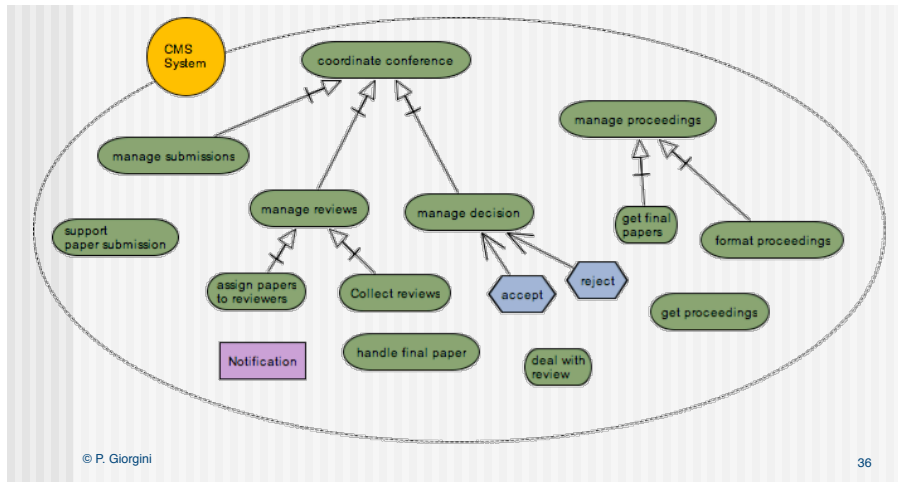 CMS
System
coordinate conference
manage proceedings
manage submissions
manage reviews
manage decision
get final
papers
support
paper submission
format proceedings
assign papers
to reviewers
Collect reviews
accept
reject
get proceedings
Notification
handle final paper
deal with
review
© P. Giorgini
36